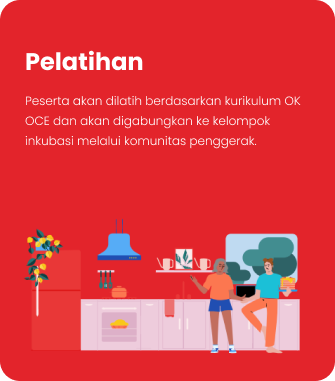 Pelatihan
Peserta akan dilatih berdasarkan kurikulum OK
OCE dan akan digabungkan ke kelompok
inkubasi melalui komunitas penggerak.